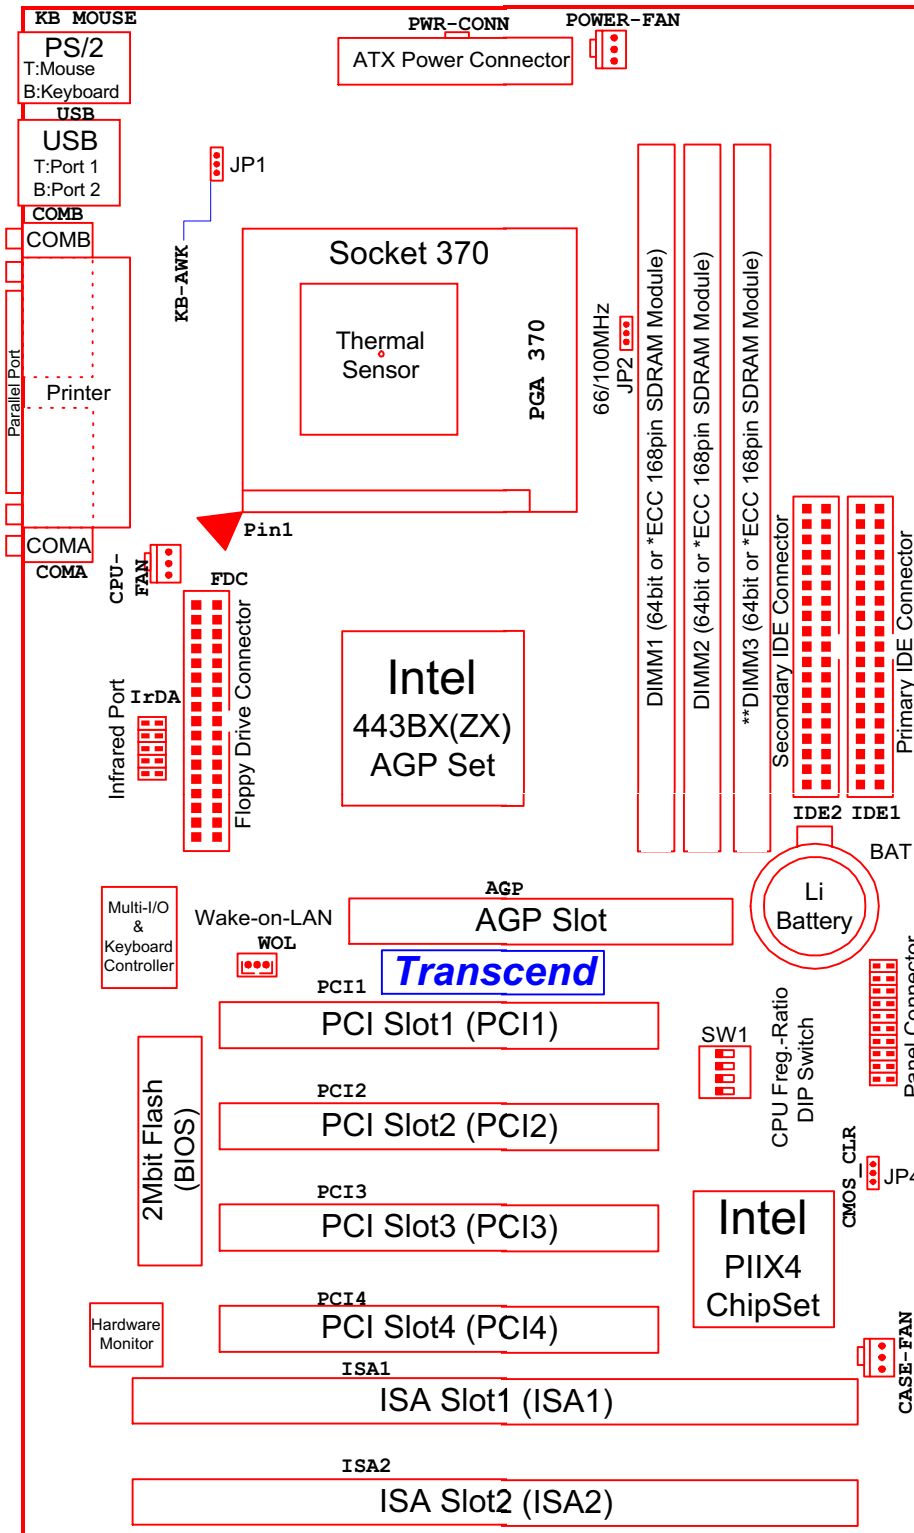 KB MOUSE
PS/2
T:Mouse
B:Keyboard
USB
USB
T:Port 1
B:Port 2
COMB
COMB
Parallel Port
Printer
COMA
COMA
PWR-CONN
ATX Power Connector
POWER-FAN
JP1
KB-AWK
Socket 370
Thermal
Sensor
PGA 370
Pin1
66/100MHz
JP2
DIMM1 (64bit or *ECC 168pin SDRAM Module)
DIMM2 (64bit or *ECC 168pin SDRAM Module)
**DIMM3 (64bit or *ECC 168pin SDRAM Module)
Secondary IDE Connector
Primary IDE Connector
IDE2
IDE1
CPU-
FAN
FDC
Floppy Drive Connector
IrDA
Infrared Port
Intel
443BX(ZX)
AGP Set
BAT
Li
Battery
Multi-I/O
&
Keyboard
Controller
Wake-on-LAN
WOL
AGP
AGP Slot
Transcend
Panel Connector
PCI1
PCI Slot1 (PCI1)
SW1
CPU Freg.-Ratio
DIP Switch
2Mbit Flash
(BIOS)
PCI2
PCI Slot2 (PCI2)
CMOS_CLR
JP4
PCI3
PCI Slot3 (PCI3)
Intel
PIIX4
ChipSet
Hardware
Monitor
PCI4
PCI Slot4 (PCI4)
CASE-FAN
ISA1
ISA Slot1 (ISA1)
ISA2
ISA Slot2 (ISA2)